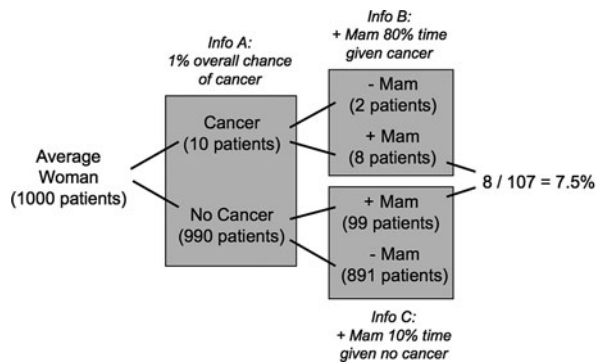 Info A:
1% overall chance
of cancer
Info B:
+ Mam 80% time
given cancer
Average
Woman
(1000 patients)
Cancer
(10 patients)
No Cancer
(990 patients)
- Mam
(2 patients)
+ Mam
(8 patients)
+ Mam
(99 patients)
- Mam
(891 patients)
8 / 107 = 7.5%
Info C:
+ Mam 10% time
given no cancer